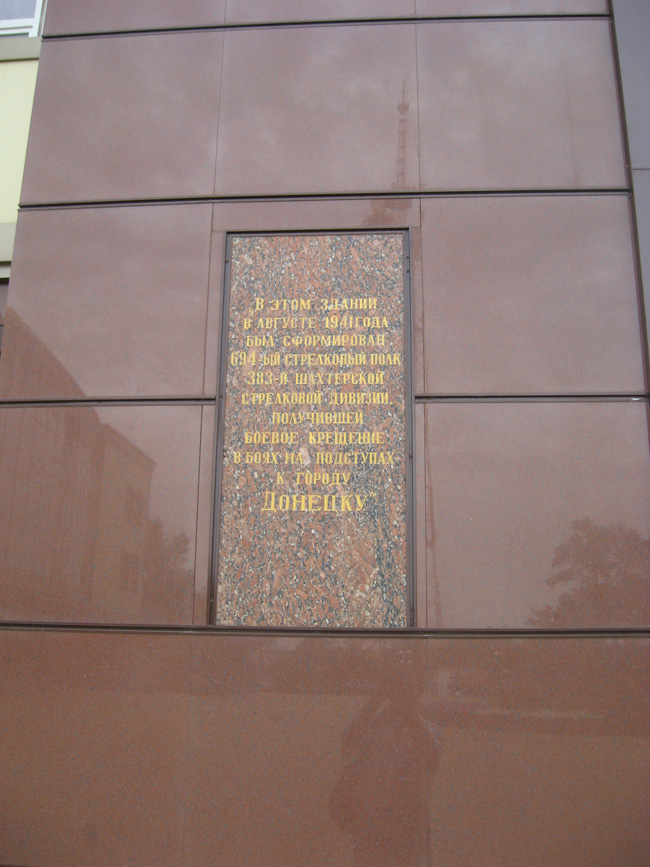 „В ЭТОМ ЗДАНИИ
В АВГУСТЕ 1941 ГОДА
БЫЛ СФОРМИРОВАН
694-ЫЙ СТРЕЛКОВЫЙ ПОЛК
383-Й ШАХТЕРСКОЙ
СТРЕЛКОВОЙ ДИВИЗИИ,
ПОЛУЧИВШЕЙ
БОЕВОЕ КРЕЩЕНИЕ
В БОЯХ НА ПОДСТУПАХ
К ГОРОДУ
ДОНЕЦКУ”